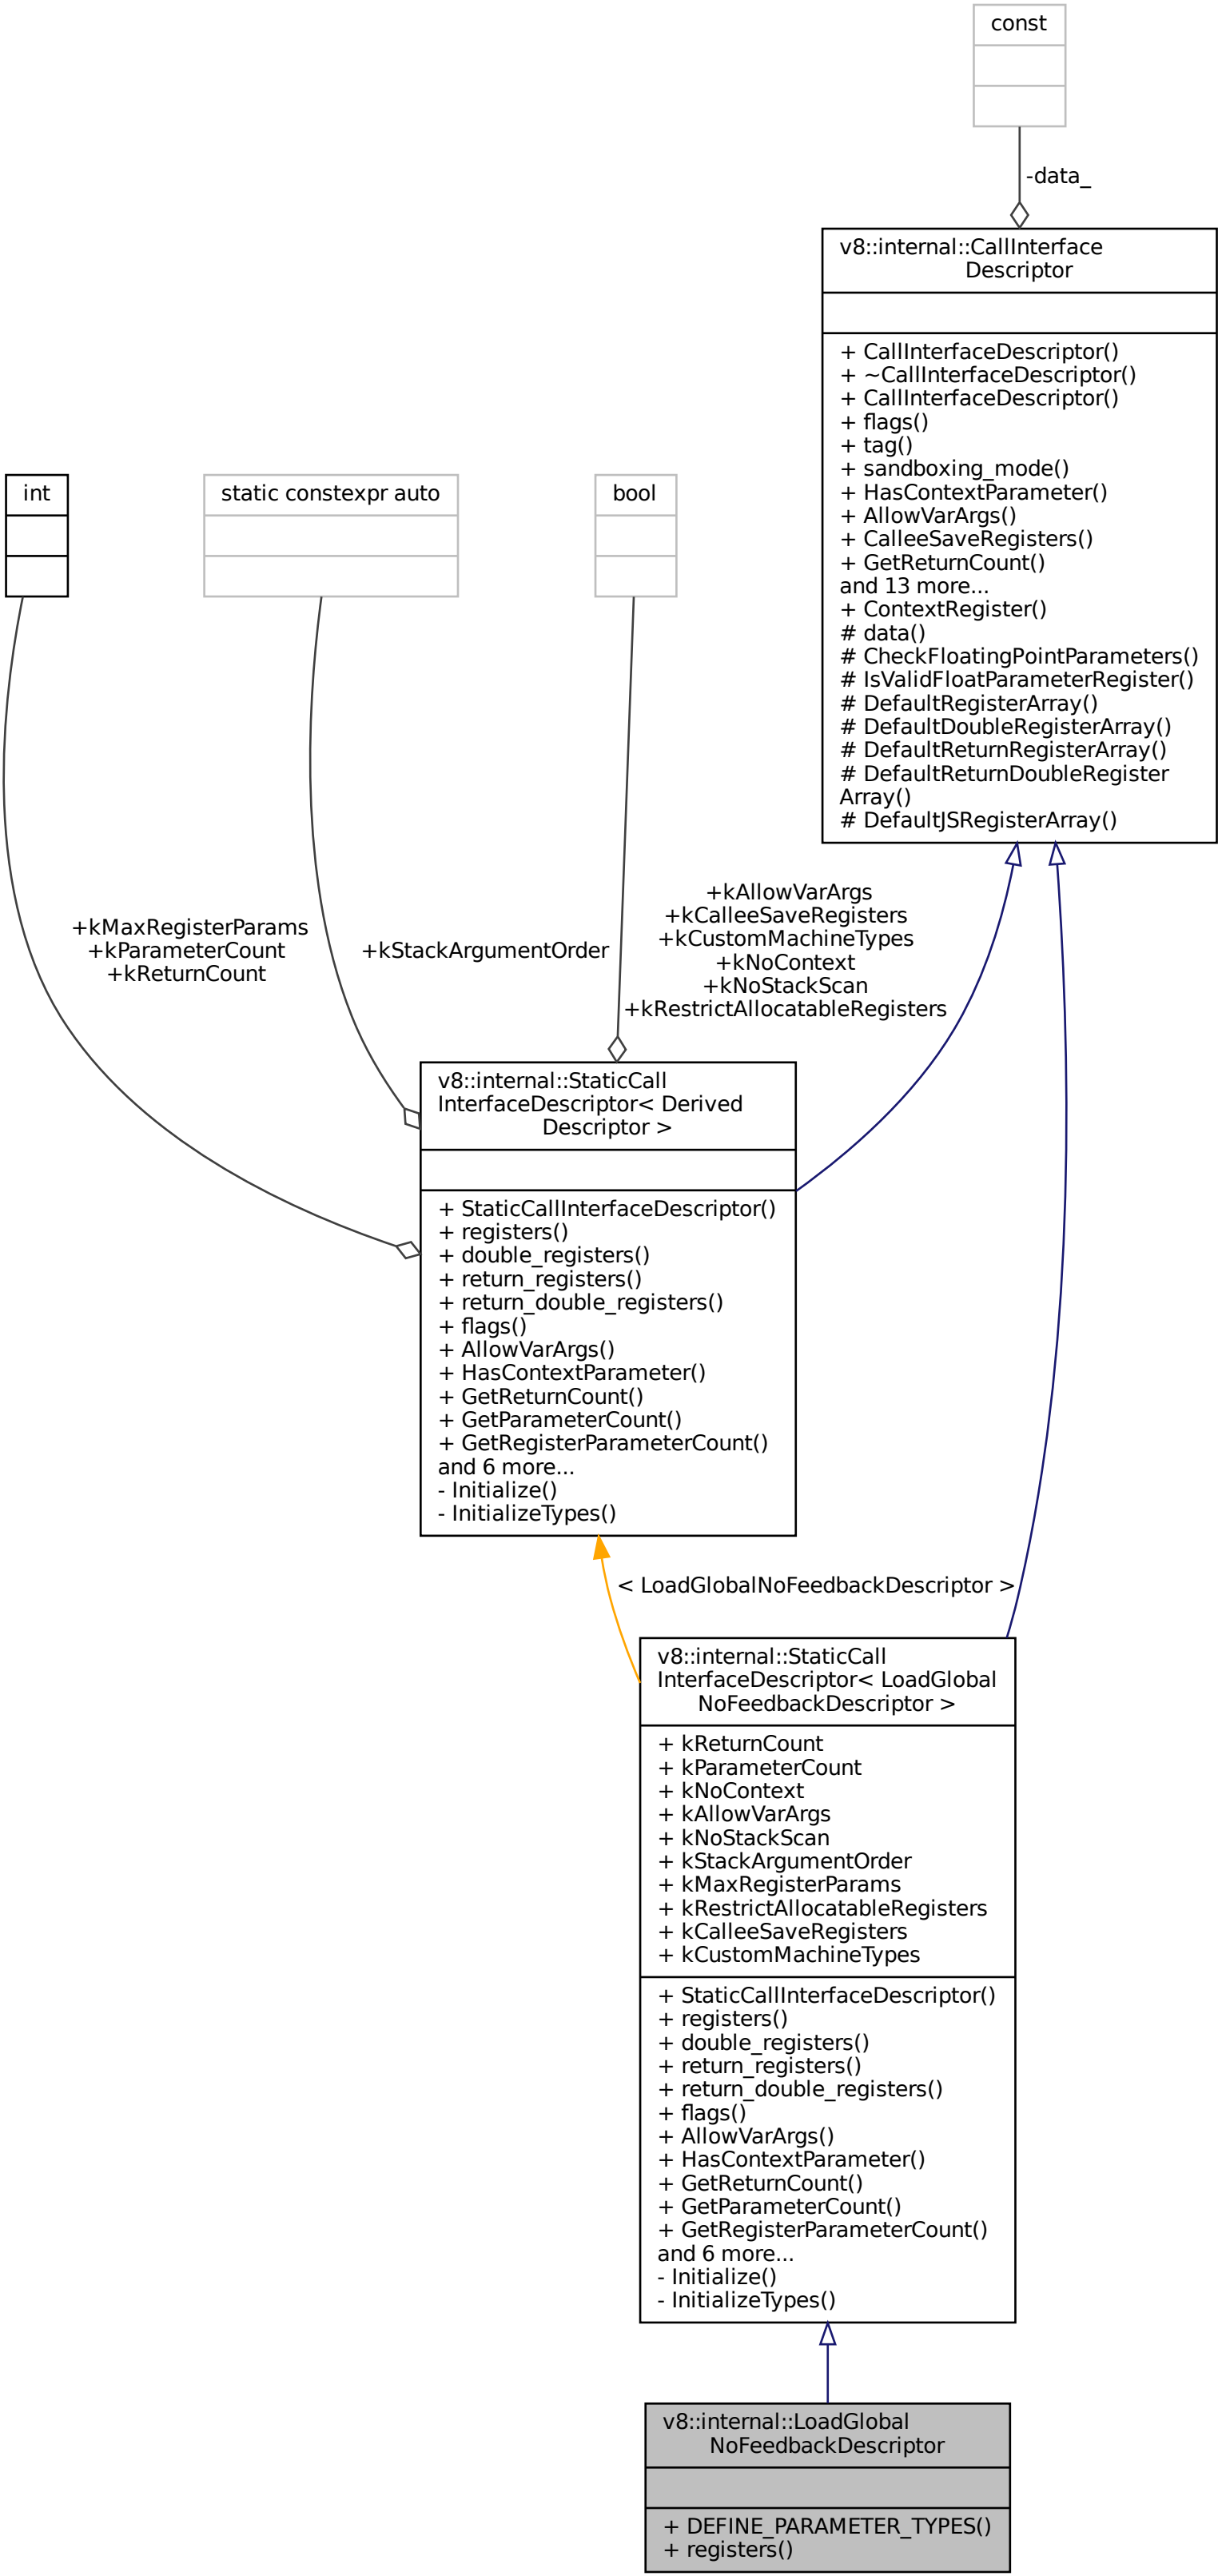 const
-data_
v8::internal::CallInterface
Descriptor
+ CallInterfaceDescriptor()
+ ~CallInterfaceDescriptor()
+ CallInterfaceDescriptor()
+ flags()
+ tag()
+ sandboxing_mode()
+ HasContextParameter()
+ AllowVarArgs()
+ CalleeSaveRegisters()
+ GetReturnCount()
and 13 more...
+ ContextRegister()
# data()
# CheckFloatingPointParameters()
# IsValidFloatParameterRegister()
# DefaultRegisterArray()
# DefaultDoubleRegisterArray()
# DefaultReturnRegisterArray()
# DefaultReturnDoubleRegister
Array()
# DefaultJSRegisterArray()
int
static constexpr auto
bool
+kMaxRegisterParams
+kParameterCount
+kReturnCount
+kStackArgumentOrder
+kAllowVarArgs
+kCalleeSaveRegisters
+kCustomMachineTypes
+kNoContext
+kNoStackScan
+kRestrictAllocatableRegisters
v8::internal::StaticCall
InterfaceDescriptor< Derived
Descriptor >
+ StaticCallInterfaceDescriptor()
+ registers()
+ double_registers()
+ return_registers()
+ return_double_registers()
+ flags()
+ AllowVarArgs()
+ HasContextParameter()
+ GetReturnCount()
+ GetParameterCount()
+ GetRegisterParameterCount()
and 6 more...
- Initialize()
- InitializeTypes()
< LoadGlobalNoFeedbackDescriptor >
v8::internal::StaticCall
InterfaceDescriptor< LoadGlobal
NoFeedbackDescriptor >
+ kReturnCount
+ kParameterCount
+ kNoContext
+ kAllowVarArgs
+ kNoStackScan
+ kStackArgumentOrder
+ kMaxRegisterParams
+ kRestrictAllocatableRegisters
+ kCalleeSaveRegisters
+ kCustomMachineTypes
+ StaticCallInterfaceDescriptor()
+ registers()
+ double_registers()
+ return_registers()
+ return_double_registers()
+ flags()
+ AllowVarArgs()
+ HasContextParameter()
+ GetReturnCount()
+ GetParameterCount()
+ GetRegisterParameterCount()
and 6 more...
- Initialize()
- InitializeTypes()
v8::internal::LoadGlobal
NoFeedbackDescriptor
+ DEFINE_PARAMETER_TYPES()
+ registers()